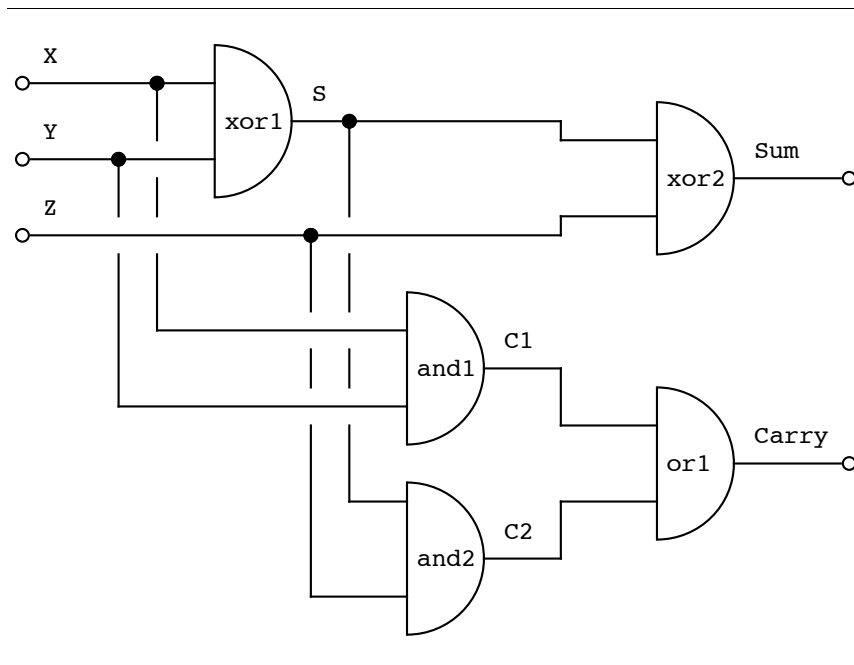 X
S
xor1
Y
Sum
xor2
Z
C1
and1
Carry
or1
C2
and2